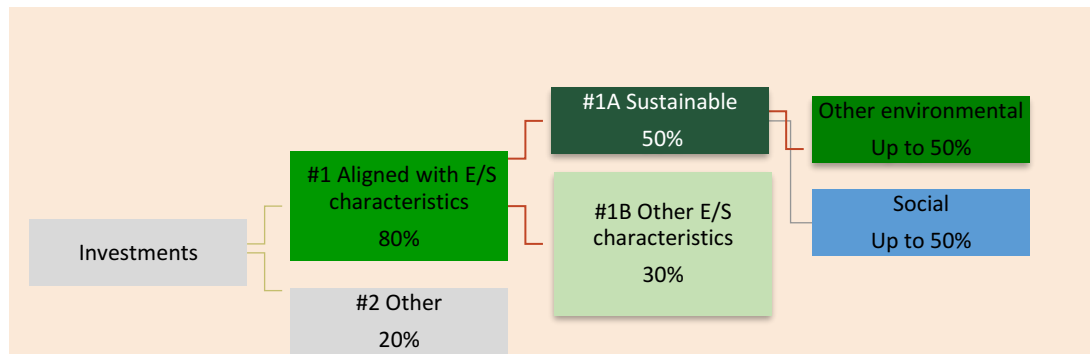 Investments
#1 Aligned with E/S
characteristics
80%
#2 Other
20%
#1A Sustainable
50%
#1B Other E/S
characteristics
30%
Other environmental
Up to 50%
Social
Up to 50%